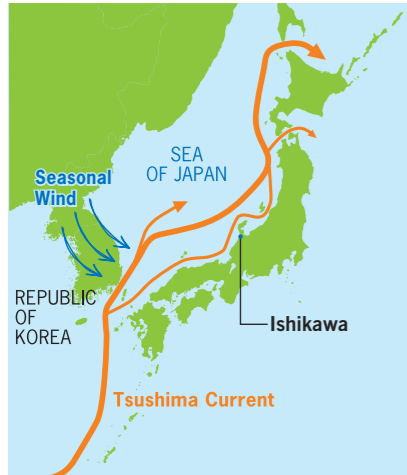 SEA
OF JAPAN
Seasonal
Wind
REPUBLIC
OF
KOREA
Ishikawa
Tsushima Current